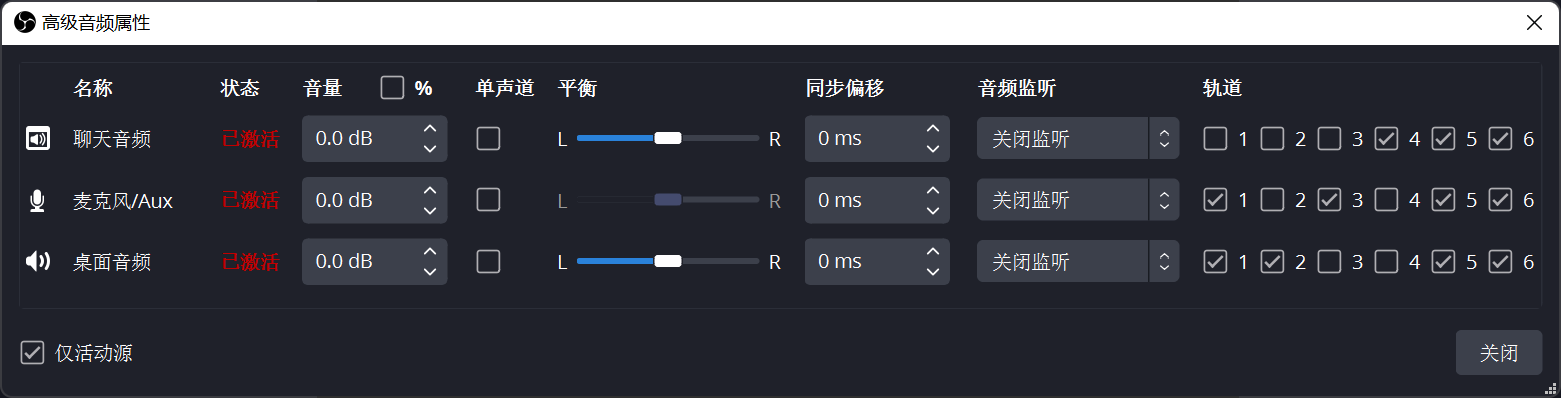 高级音频属性
名称 状态 音量 % 单声道 平衡 同步偏移 音频监听 轨道
聊天音频 已激活 0.0 dB L R 0 ms 关闭监听 1 2 3 4 5 6
麦克风/Aux 已激活 0.0 dB L R 0 ms 关闭监听 1 2 3 4 5 6
桌面音频 已激活 0.0 dB L R 0 ms 关闭监听 1 2 3 4 5 6
仅活动源 关闭